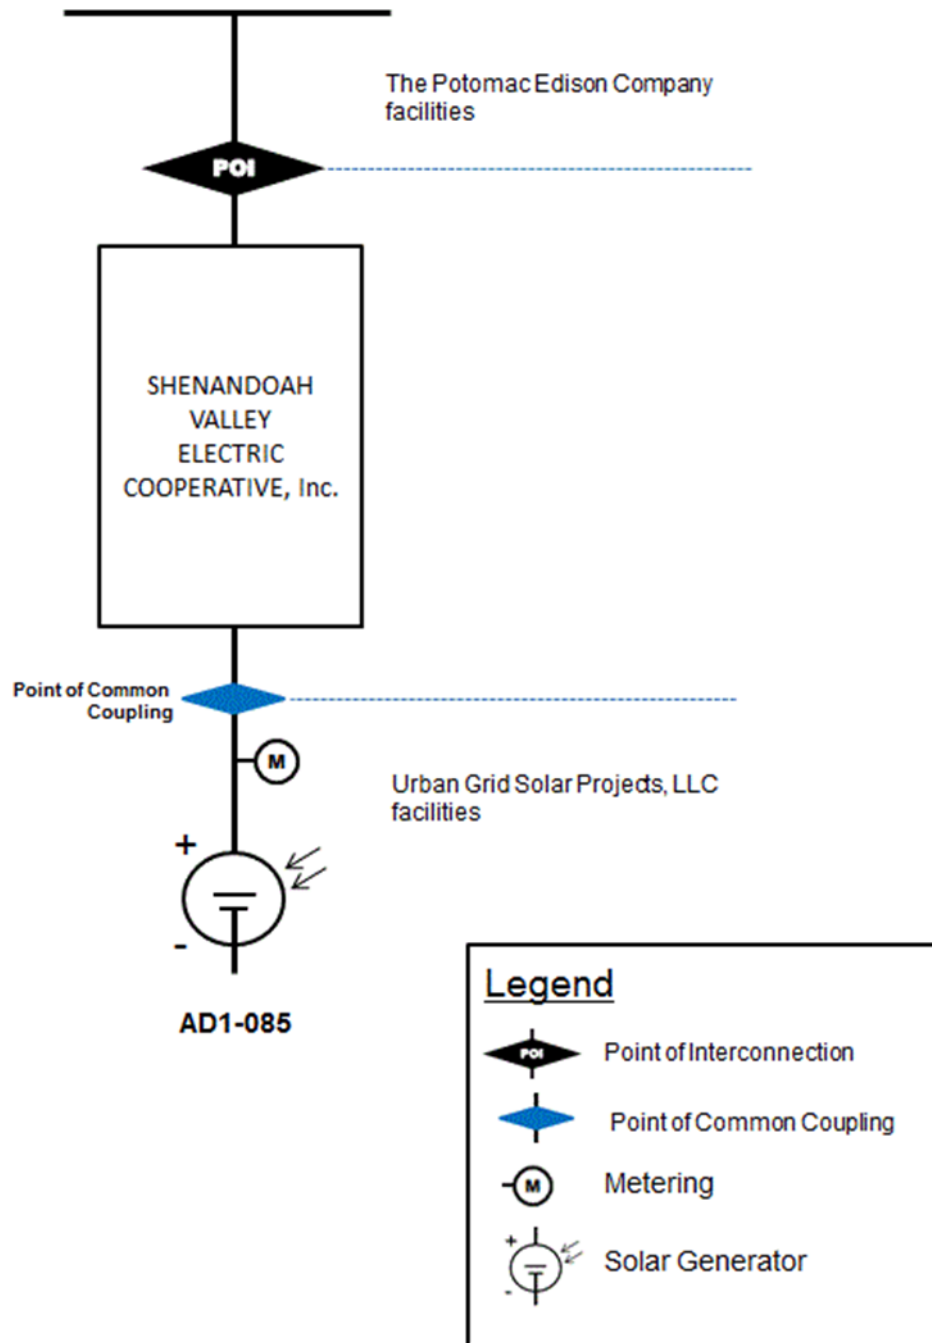 The Potomac Edison Company
facilities
POI
SHENANDOAH
VALLEY
ELECTRIC
COOPERATIVE, Inc.
Point of Common
Coupling
M
Urban Grid Solar Projects, LLC
facilities
+
-
AD1-085
Legend
POI Point of Interconnection
Point of Common Coupling
M Metering
+
- Solar Generator